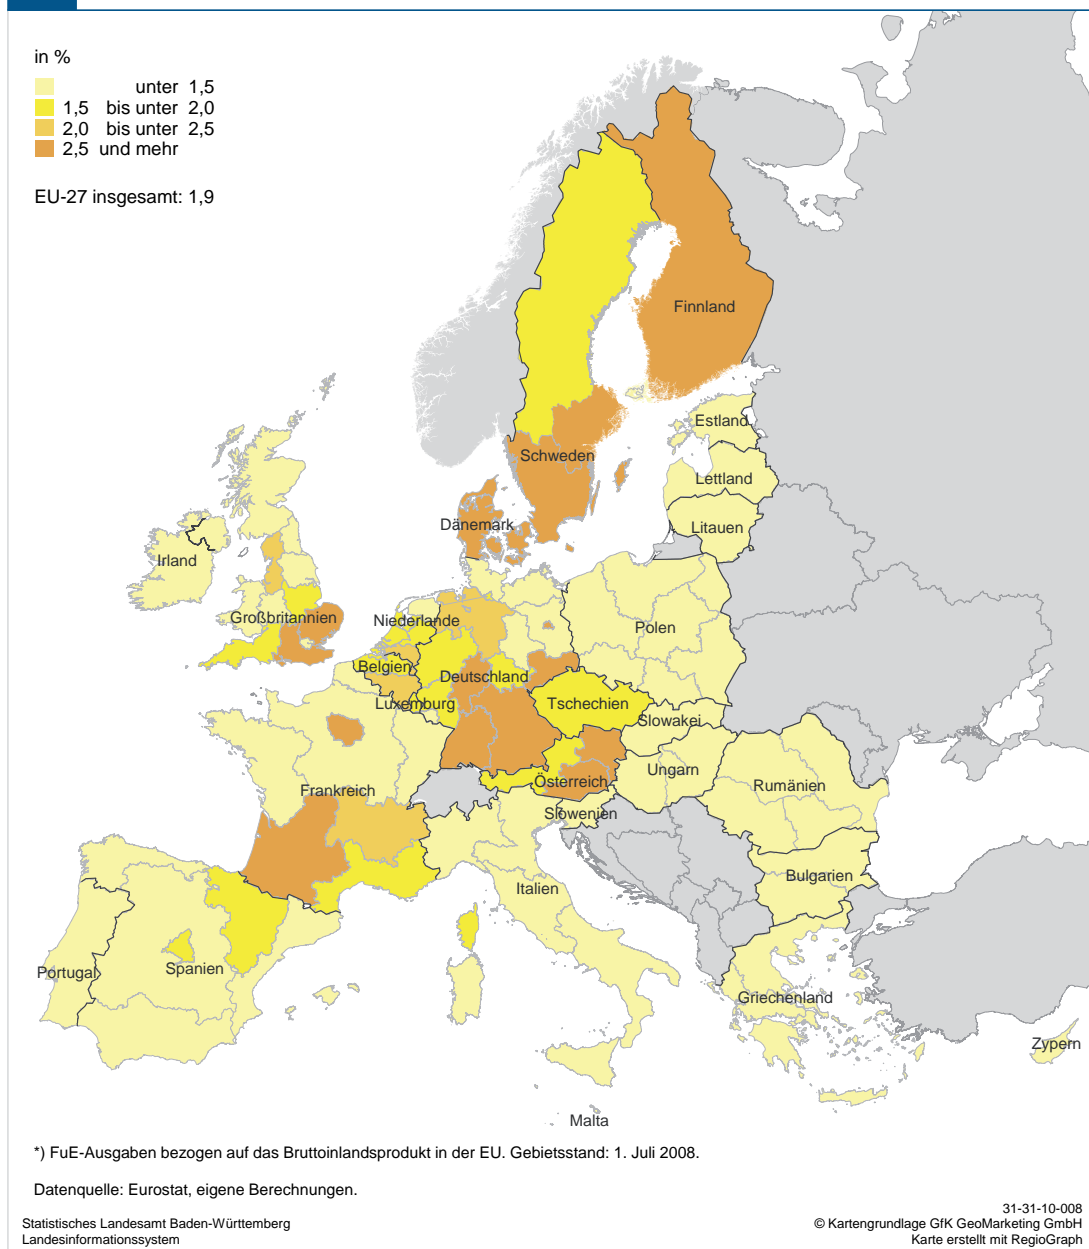 in %
unter 1,5
1,5 bis unter 2,0
2,0 bis unter 2,5
2,5 und mehr
EU-27 insgesamt: 1,9
Finnland
Estland
Schweden
Lettland
Dänemark
Litauen
Irland
Großbritannien
Niederlande
Polen
Belgien
Deutschland
Luxemburg
Tschechien
Slowakei
Ungarn
Österreich
Rumänien
Frankreich
Slowenien
Bulgarien
Italien
Portugal
Spanien
Griechenland
Zypern
Malta
*) FuE-Ausgaben bezogen auf das Bruttoinlandsprodukt in der EU. Gebietsstand: 1. Juli 2008.
Datenquelle: Eurostat, eigene Berechnungen.
Statistisches Landesamt Baden-Württemberg
Landesinformationssystem
31-31-10-008
© Kartengrundlage GfK GeoMarketing GmbH
Karte erstellt mit RegioGraph